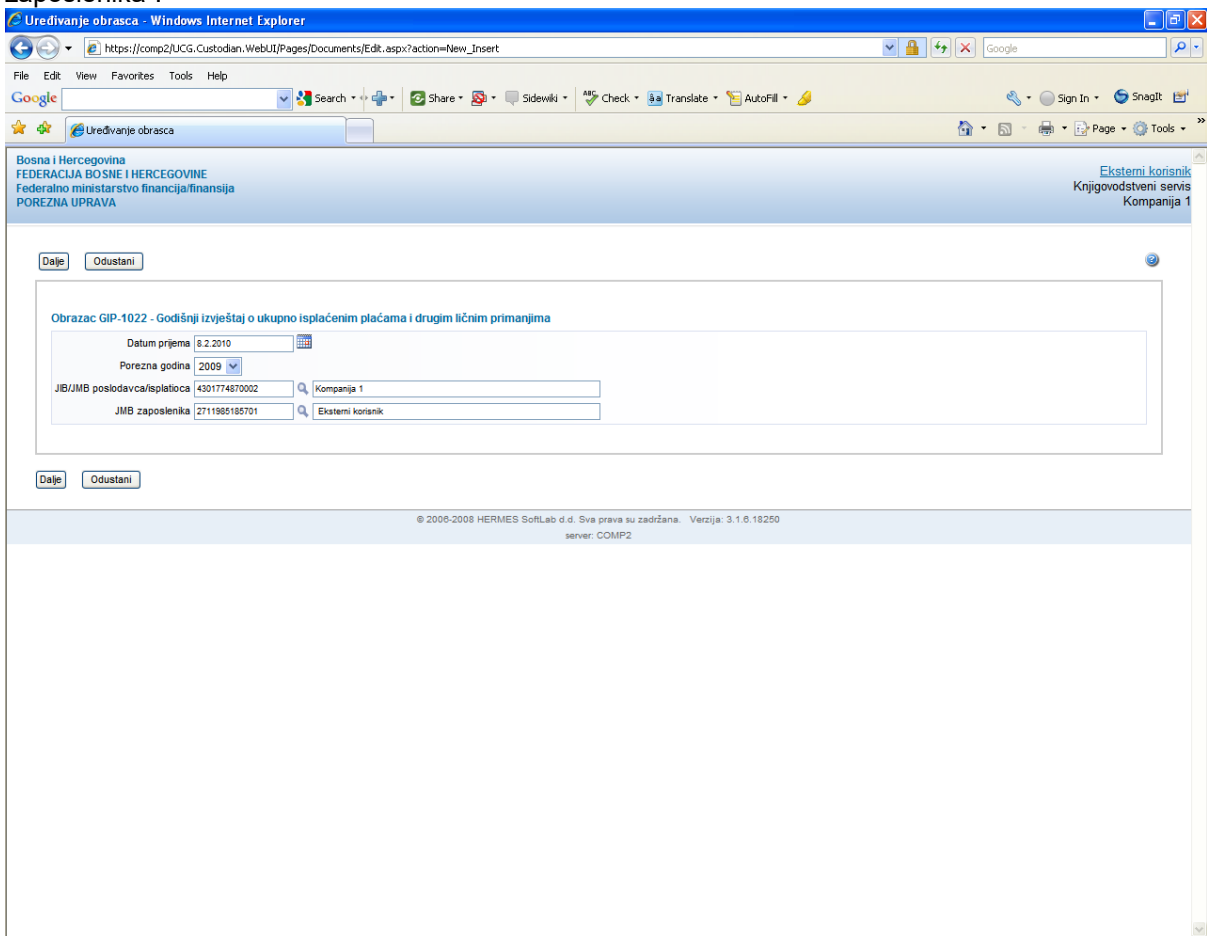 zaposlenika".
Uređivanje obrasca - Windows Internet Explorer
https://comp2/UCG.Custodian.WebUI/Pages/Documents/Edit.aspx?action=New_Insert
Google
File Edit View Favorites Tools Help
Google Search Share Sidewiki Check Translate AutoFill Sign In SnagIt
Uređivanje obrasca Page Tools
Bosna i Hercegovina
FEDERACIJA BOSNE I HERCEGOVINE
Federalno ministarstvo financija/finansija
POREZNA UPRAVA
Eksterni korisnik
Knjigovodstveni servis
Kompanija 1
Dalje Odustani
Obrazac GIP-1022 - Godišnji izvještaj o ukupno isplaćenim plaćama i drugim ličnim primanjima
Datum prijema 8.2.2010
Porezna godina 2009
JIB/JMB poslodavca/isplatioca 4301774870002 Kompanija 1
JMB zaposlenika 2711985185701 Eksterni korisnik
Dalje Odustani
© 2006-2008 HERMES SoftLab d.d. Sva prava su zadržana. Verzija: 3.1.6.18250
server: COMP2